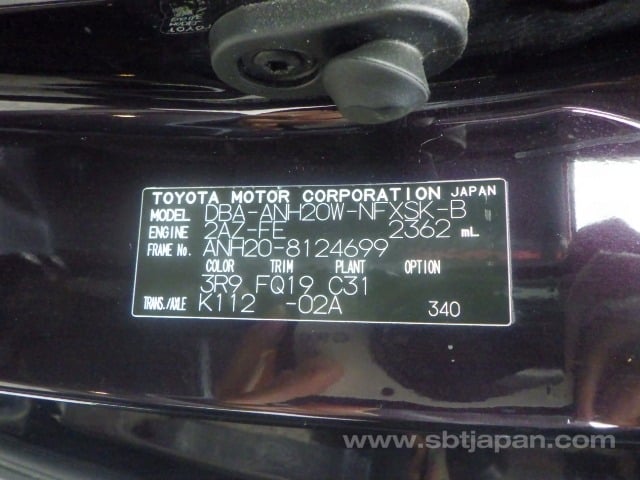 TOYOTA
TOYOTA MOTOR CORPORATION JAPAN
MODEL DBA-ANH20W-NFXSK-B
ENGINE 2AZ-FE 2362 mL
FRAME No. ANH20-8124699
COLOR TRIM PLANT OPTION
3R9 FQ19 C31
TRANS./AXLE K112 -02A 340
www.sbtjapan.com